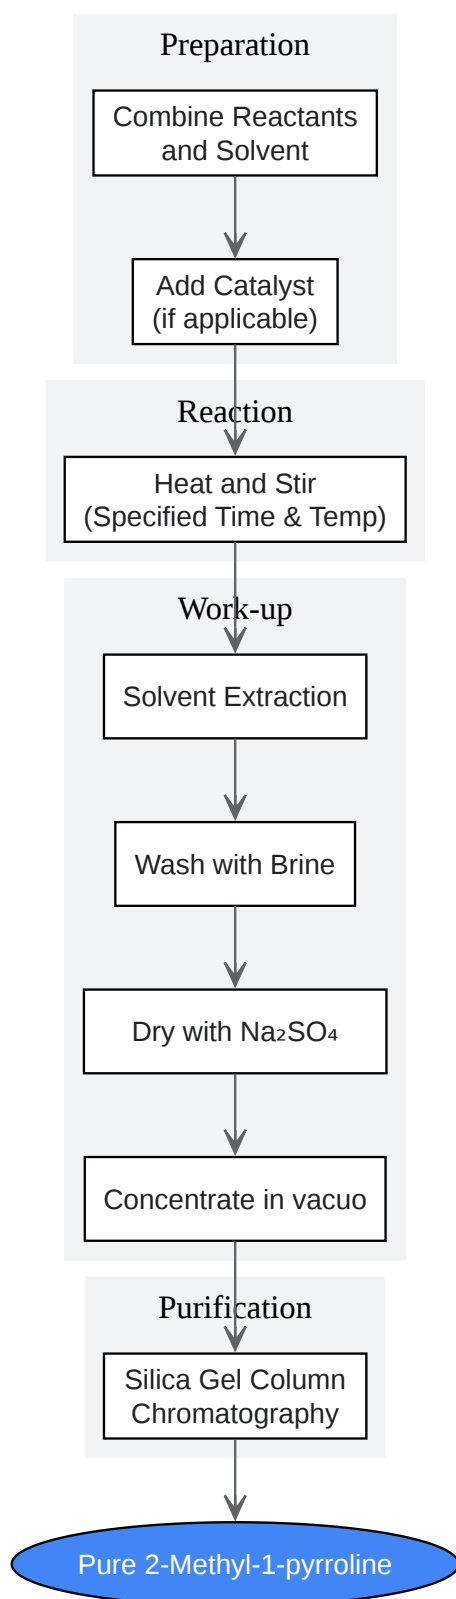 Preparation
Combine Reactants
and Solvent
Add Catalyst
(if applicable)
Reaction
Heat and Stir
(Specified Time & Temp)
Work-up
Solvent Extraction
Wash with Brine
Dry with Na₂SO₄
Concentrate in vacuo
Purification
Silica Gel Column
Chromatography
Pure 2-Methyl-1-pyrroline